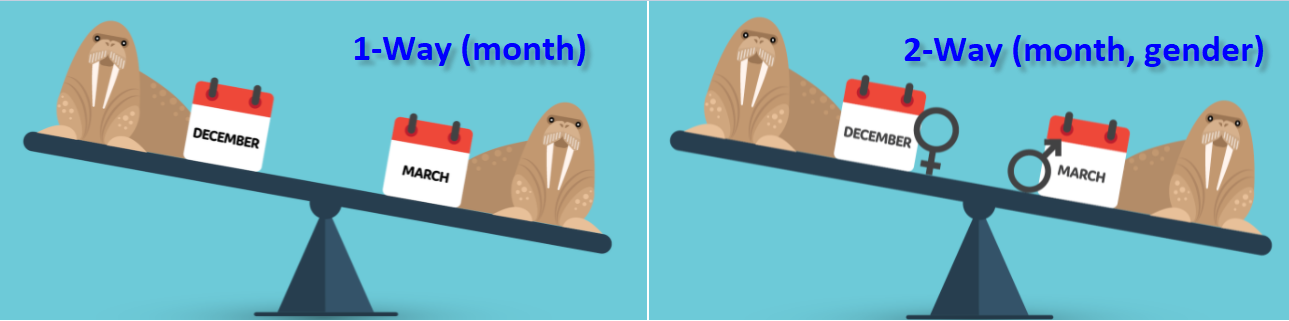 1-Way (month)
DECEMBER
MARCH
2-Way (month, gender)
DECEMBER
MARCH